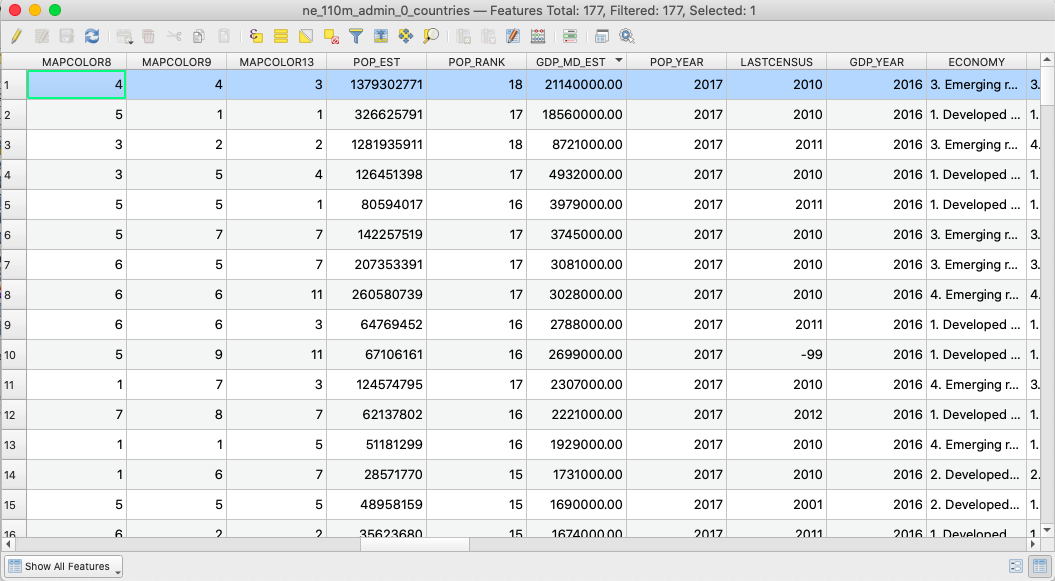 ne_110m_admin_0_countries — Features Total: 177, Filtered: 177, Selected: 1
MAPCOLOR8 MAPCOLOR9 MAPCOLOR13 POP_EST POP_RANK GDP_MD_EST POP_YEAR LASTCENSUS GDP_YEAR ECONOMY
1 4 4 3 1379302771 18 21140000.00 2017 2010 2016 3. Emerging r... 3.
2 5 1 1 326625791 17 18560000.00 2017 2010 2016 1. Developed ... 1.
3 3 2 2 1281935911 18 8721000.00 2017 2011 2016 3. Emerging r... 4.
4 3 5 4 126451398 17 4932000.00 2017 2010 2016 1. Developed ... 1.
5 5 5 1 80594017 16 3979000.00 2017 2011 2016 1. Developed ... 1.
6 5 7 7 142257519 17 3745000.00 2017 2010 2016 3. Emerging r... 3.
7 6 5 7 207353391 17 3081000.00 2017 2010 2016 3. Emerging r... 3.
8 6 6 11 260580739 17 3028000.00 2017 2010 2016 4. Emerging r... 4.
9 6 6 3 64769452 16 2788000.00 2017 2011 2016 1. Developed ... 1.
10 5 9 11 67106161 16 2699000.00 2017 -99 2016 1. Developed ... 1.
11 1 7 3 124574795 17 2307000.00 2017 2010 2016 4. Emerging r... 3.
12 7 8 7 62137802 16 2221000.00 2017 2012 2016 1. Developed ... 1.
13 1 1 5 51181299 16 1929000.00 2017 2010 2016 4. Emerging r... 1.
14 1 6 7 28571770 15 1731000.00 2017 2010 2016 2. Developed... 2.
15 5 5 5 48958159 15 1690000.00 2017 2001 2016 2. Developed... 1.
16 6 2 2 35623680 15 1674000.00 2017 2011 2016 1. Developed ... 1.
Show All Features